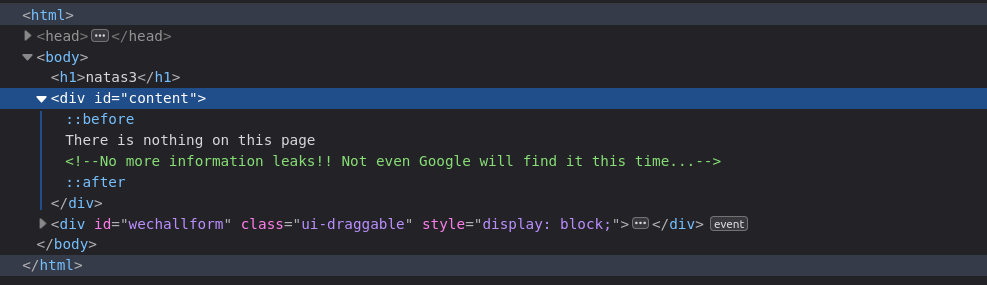 <html>
<head>•••</head>
<body>
<h1>natas3</h1>
<div id="content">
::before
There is nothing on this page
<!--No more information leaks!! Not even Google will find it this time...-->
::after
</div>
<div id="wechallform" class="ui-draggable" style="display: block;">•••</div> event
</body>
</html>